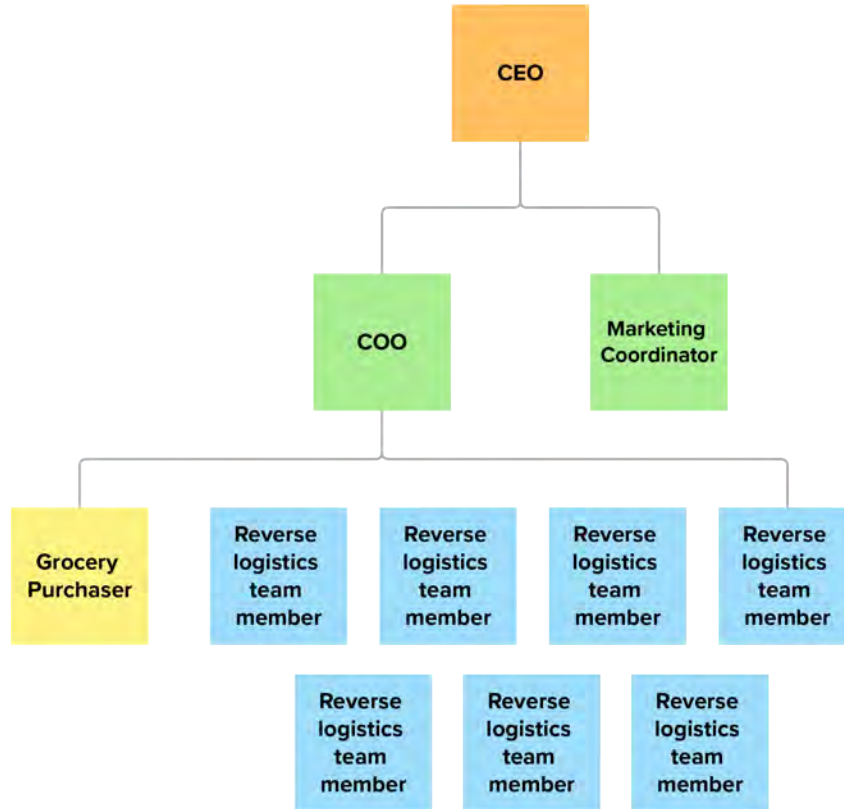 CEO
COO
Marketing
Coordinator
Grocery
Purchaser
Reverse
logistics
team
member
Reverse
logistics
team
member
Reverse
logistics
team
member
Reverse
logistics
team
member
Reverse
logistics
team
member
Reverse
logistics
team
member
Reverse
logistics
team
member